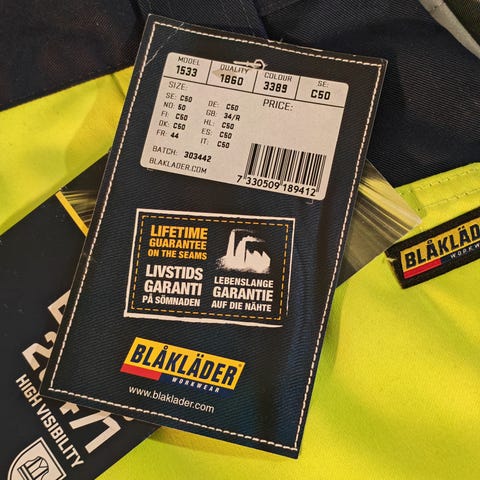 MODEL QUALITY COLOUR SE:
1533 1860 3389 C50
SIZE: PRICE:
SE: C50 DE: C50
NO: 50 GB: 34/R
FI: C50 HL: C50
DK: C50 ES: C50
FR: 44 IT: C50
BATCH: 303442
BLAKLADER.COM
7 330509 189412
LIFETIME
GUARANTEE
ON THE SEAMS
LIVSTIDS
GARANTI
PÅ SÖMNADEN
LEBENSLANGE
GARANTIE
AUF DIE NÄHTE
BLÅKLÄDER
WORKWEAR
www.blaklader.com
BLÅKLÄDER
WORKWEAR
HIGH VISIBILITY